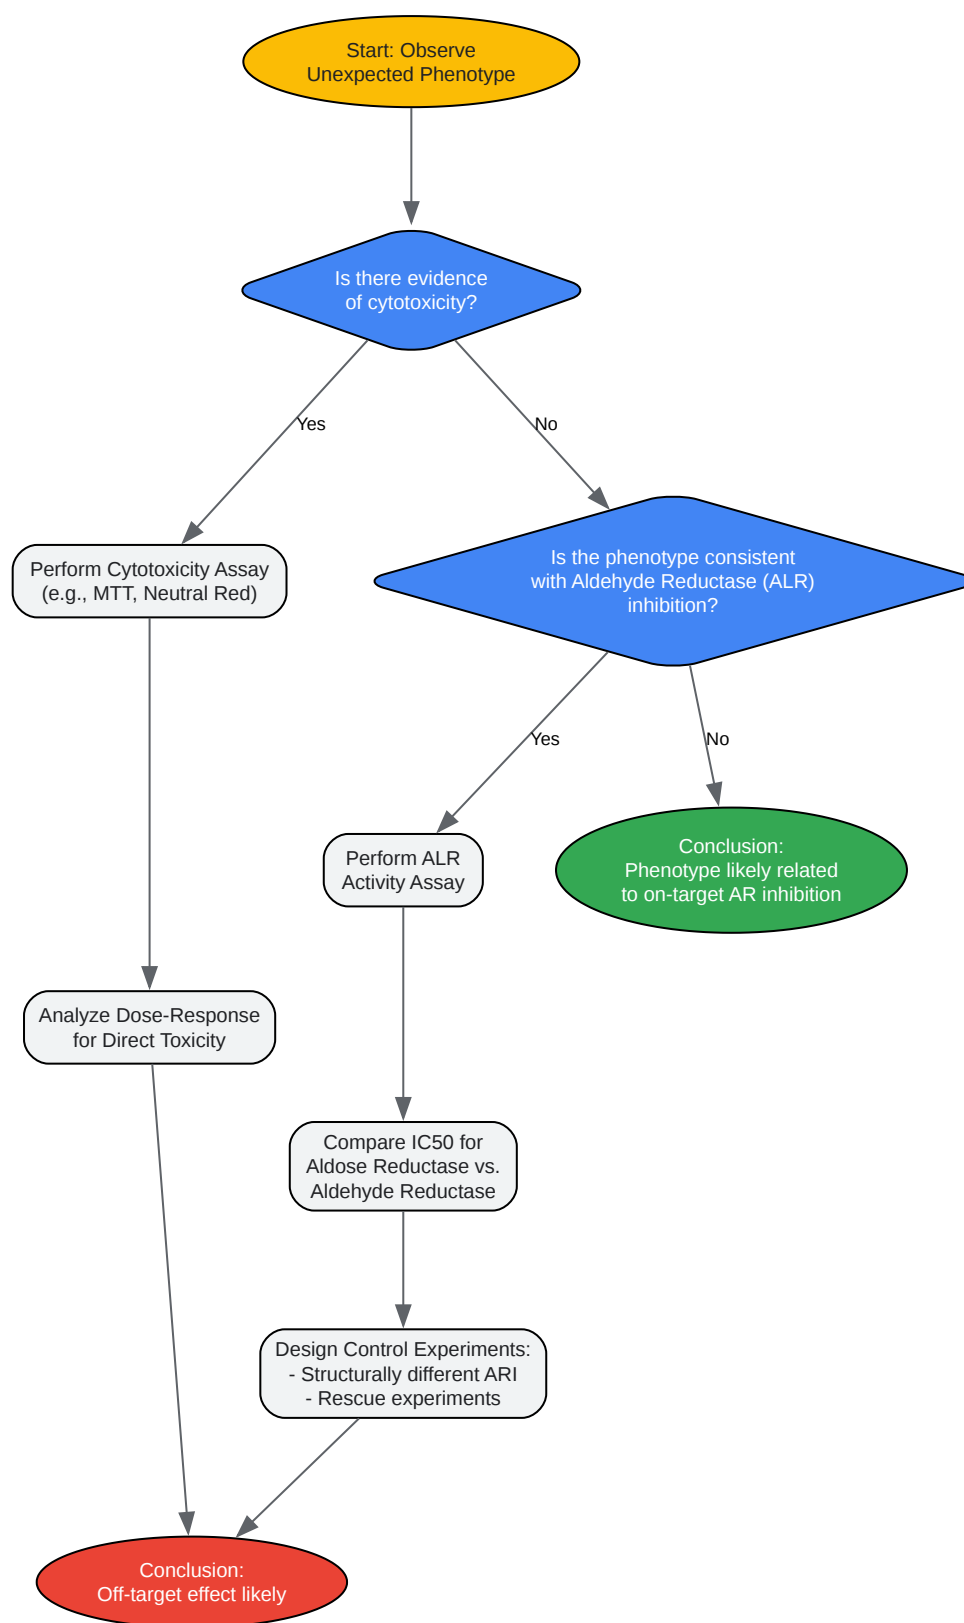 Start: Observe
Unexpected Phenotype
Is there evidence
of cytotoxicity?
Yes
No
Perform Cytotoxicity Assay
(e.g., MTT, Neutral Red)
Is the phenotype consistent
with Aldehyde Reductase (ALR)
inhibition?
Yes
No
Perform ALR
Activity Assay
Conclusion:
Phenotype likely related
to on-target AR inhibition
Analyze Dose-Response
for Direct Toxicity
Compare IC50 for
Aldose Reductase vs.
Aldehyde Reductase
Design Control Experiments:
- Structurally different ARI
- Rescue experiments
Conclusion:
Off-target effect likely